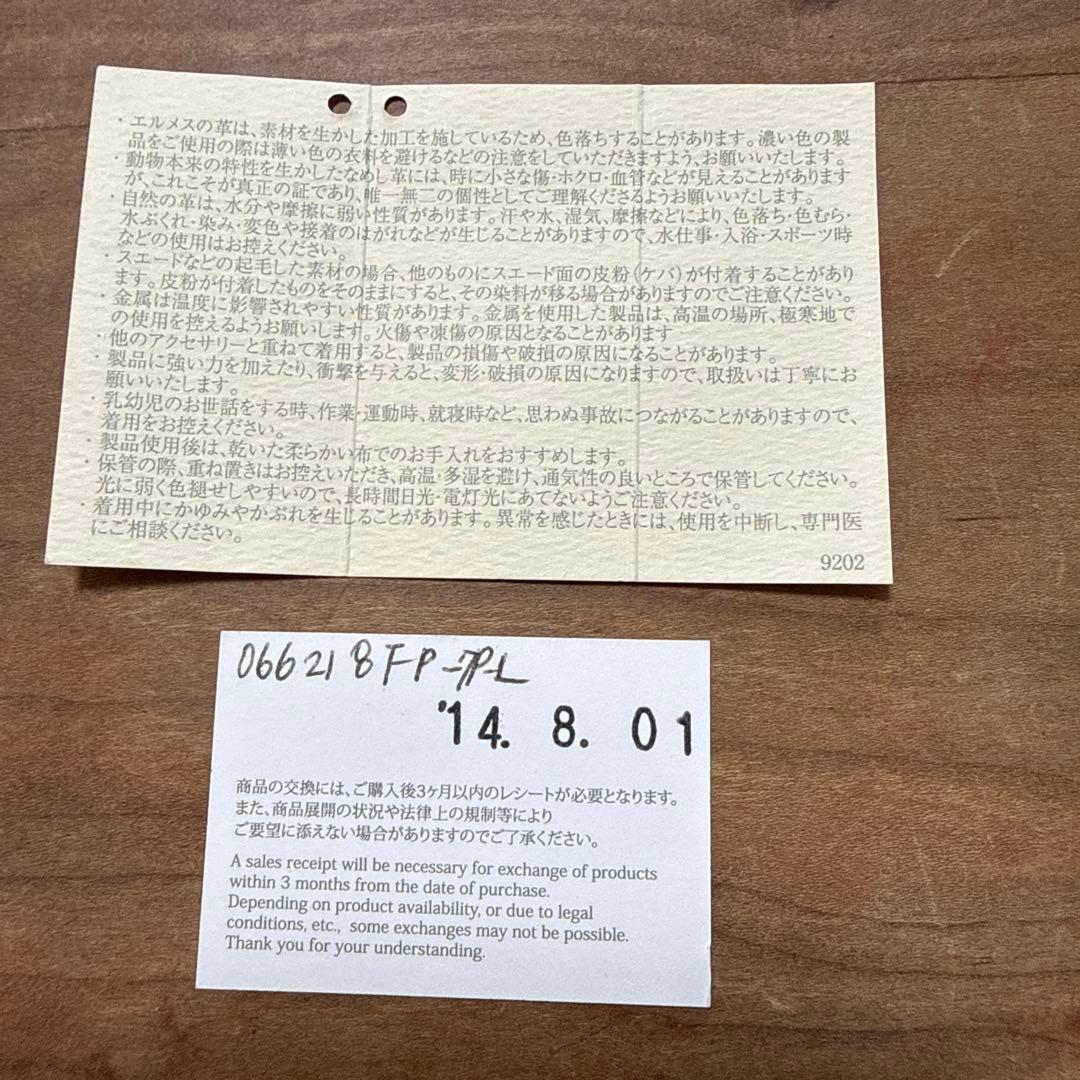 ・エルメスの革は、素材を生かした加工を施しているため、色落ちすることがあります。濃い色の製
品をご使用の際は薄い色の衣料を避けるなどの注意をしていただきますよう、お願いいたします。
・動物本来の特性を生かしたなめし革には、時に小さな傷・ホクロ・血管などが見えることがあります
が、これこそが真正の証であり、唯一無二の個性としてご理解くださるようお願いいたします。
・自然の革は、水分や摩擦に弱い性質があります。汗や水、湿気、摩擦などにより、色落ち・色むら・
水ぶくれ・染み・変色や接着のはがれなどが生じることがありますので、水仕事・入浴・スポーツ時
などの使用はお控えください。
・スエードなどの起毛した素材の場合、他のものにスエード面の皮粉（ケバ）が付着することがあり
ます。皮粉が付着したものをそのままにすると、その染料が移る場合がありますのでご注意ください。
・金属は温度に影響されやすい性質があります。金属を使用した製品は、高温の場所、極寒地で
の使用を控えるようお願いします。火傷や凍傷の原因となることがあります
・他のアクセサリーと重ねて着用すると、製品の損傷や破損の原因になることがあります。
・製品に強い力を加えたり、衝撃を与えると、変形・破損の原因になりますので、取扱いは丁寧にお
願いいたします。
・乳幼児のお世話をする時、作業・運動時、就寝時など、思わぬ事故につながることがありますので、
着用をお控えください。
・製品使用後は、乾いた柔らかい布でのお手入れをおすすめします。
・保管の際、重ね置きはお控えいただき、高温・多湿を避け、通気性の良いところで保管してください。
光に弱く色褪せしやすいので、長時間日光・電灯光にあてないようご注意ください。
・着用中にかゆみやかぶれを生じることがあります。異常を感じたときには、使用を中断し、専門医
にご相談ください。
9202
066218
'14. 8. 01
商品の交換には、ご購入後3ヶ月以内のレシートが必要となります。
また、商品展開の状況や法律上の規制等により
ご要望に添えない場合がありますのでご了承ください。
A sales receipt will be necessary for exchange of products
within 3 months from the date of purchase.
Depending on product availability, or due to legal
conditions, etc., some exchanges may not be possible.
Thank you for your understanding.